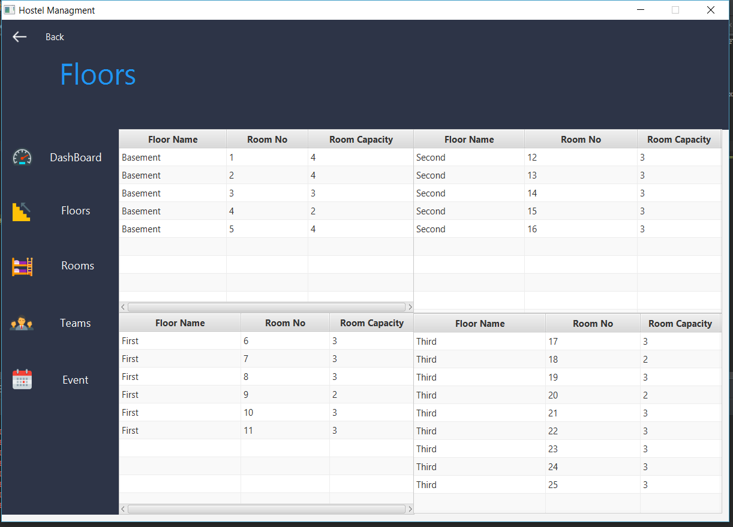 Hostel Managment
Back
Floors
DashBoard
Floors
Rooms
Teams
Event
Floor Name Room No Room Capacity
Basement 1 4
Basement 2 4
Basement 3 3
Basement 4 2
Basement 5 4
Floor Name Room No Room Capacity
Second 12 3
Second 13 3
Second 14 3
Second 15 3
Second 16 3
Floor Name Room No Room Capacity
First 6 3
First 7 3
First 8 3
First 9 2
First 10 3
First 11 3
Floor Name Room No Room Capacity
Third 17 3
Third 18 2
Third 19 3
Third 20 2
Third 21 3
Third 22 3
Third 23 3
Third 24 3
Third 25 3